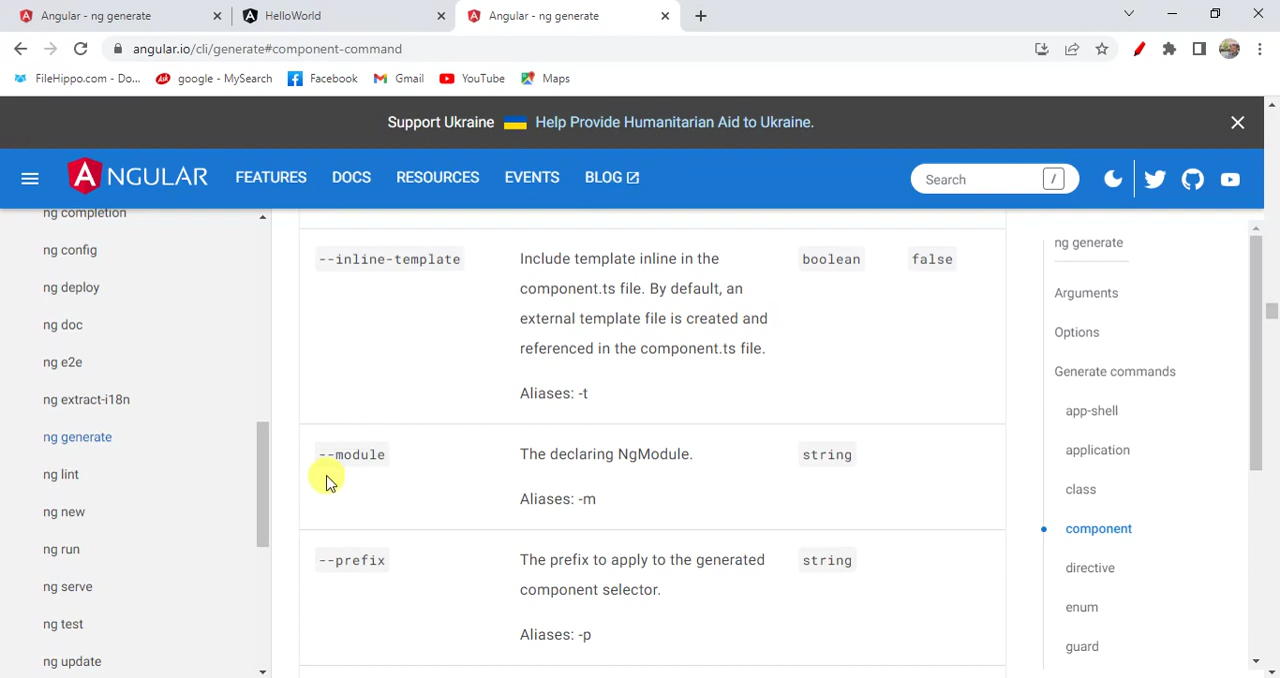 Angular - ng generate
HelloWorld
Angular - ng generate
angular.io/cli/generate#component-command
FileHippo.com - Do...
google - MySearch
Facebook
Gmail
YouTube
Maps
Support Ukraine
Help Provide Humanitarian Aid to Ukraine.
ANGULAR
FEATURES
DOCS
RESOURCES
EVENTS
BLOG
Search
/
ng completion
ng config
ng deploy
ng doc
ng e2e
ng extract-i18n
ng generate
ng lint
ng new
ng run
ng serve
ng test
ng update
--inline-template
Include template inline in the
component.ts file. By default, an
external template file is created and
referenced in the component.ts file.
Aliases: -t
boolean
false
--module
The declaring NgModule.
Aliases: -m
string
--prefix
The prefix to apply to the generated
component selector.
Aliases: -p
string
ng generate
Arguments
Options
Generate commands
app-shell
application
class
component
directive
enum
guard